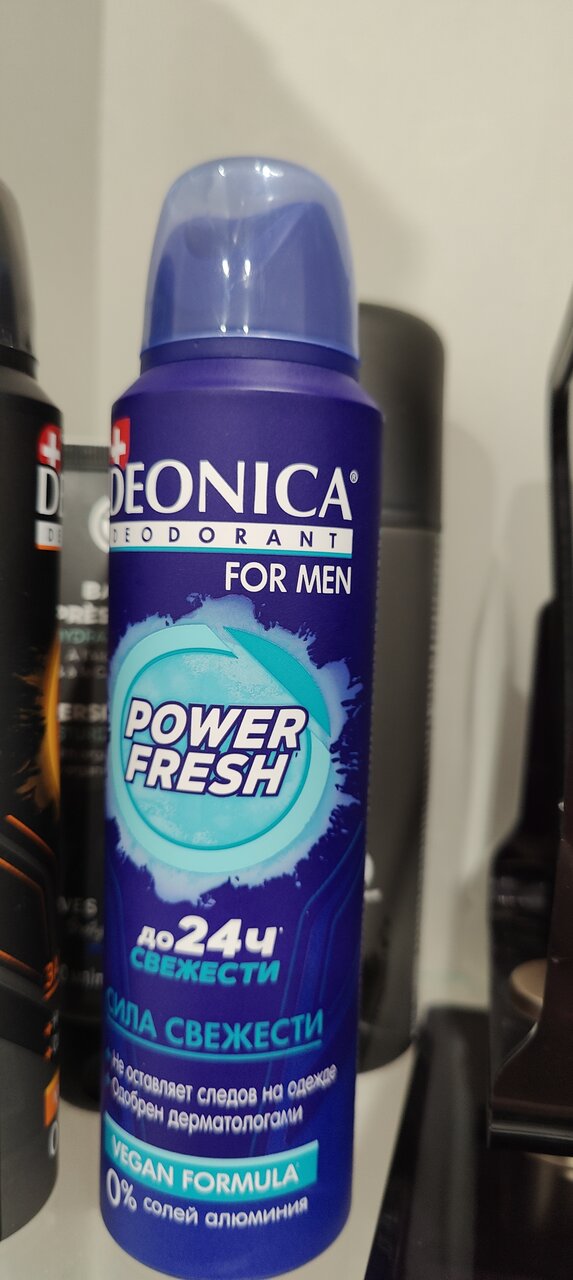 DEONICA®
DEODORANT
FOR MEN
POWER
FRESH
до 24ч*
СВЕЖЕСТИ
СИЛА СВЕЖЕСТИ
Не оставляет следов на одежде
Одобрен дерматологами
VEGAN FORMULA
0% солей алюминия